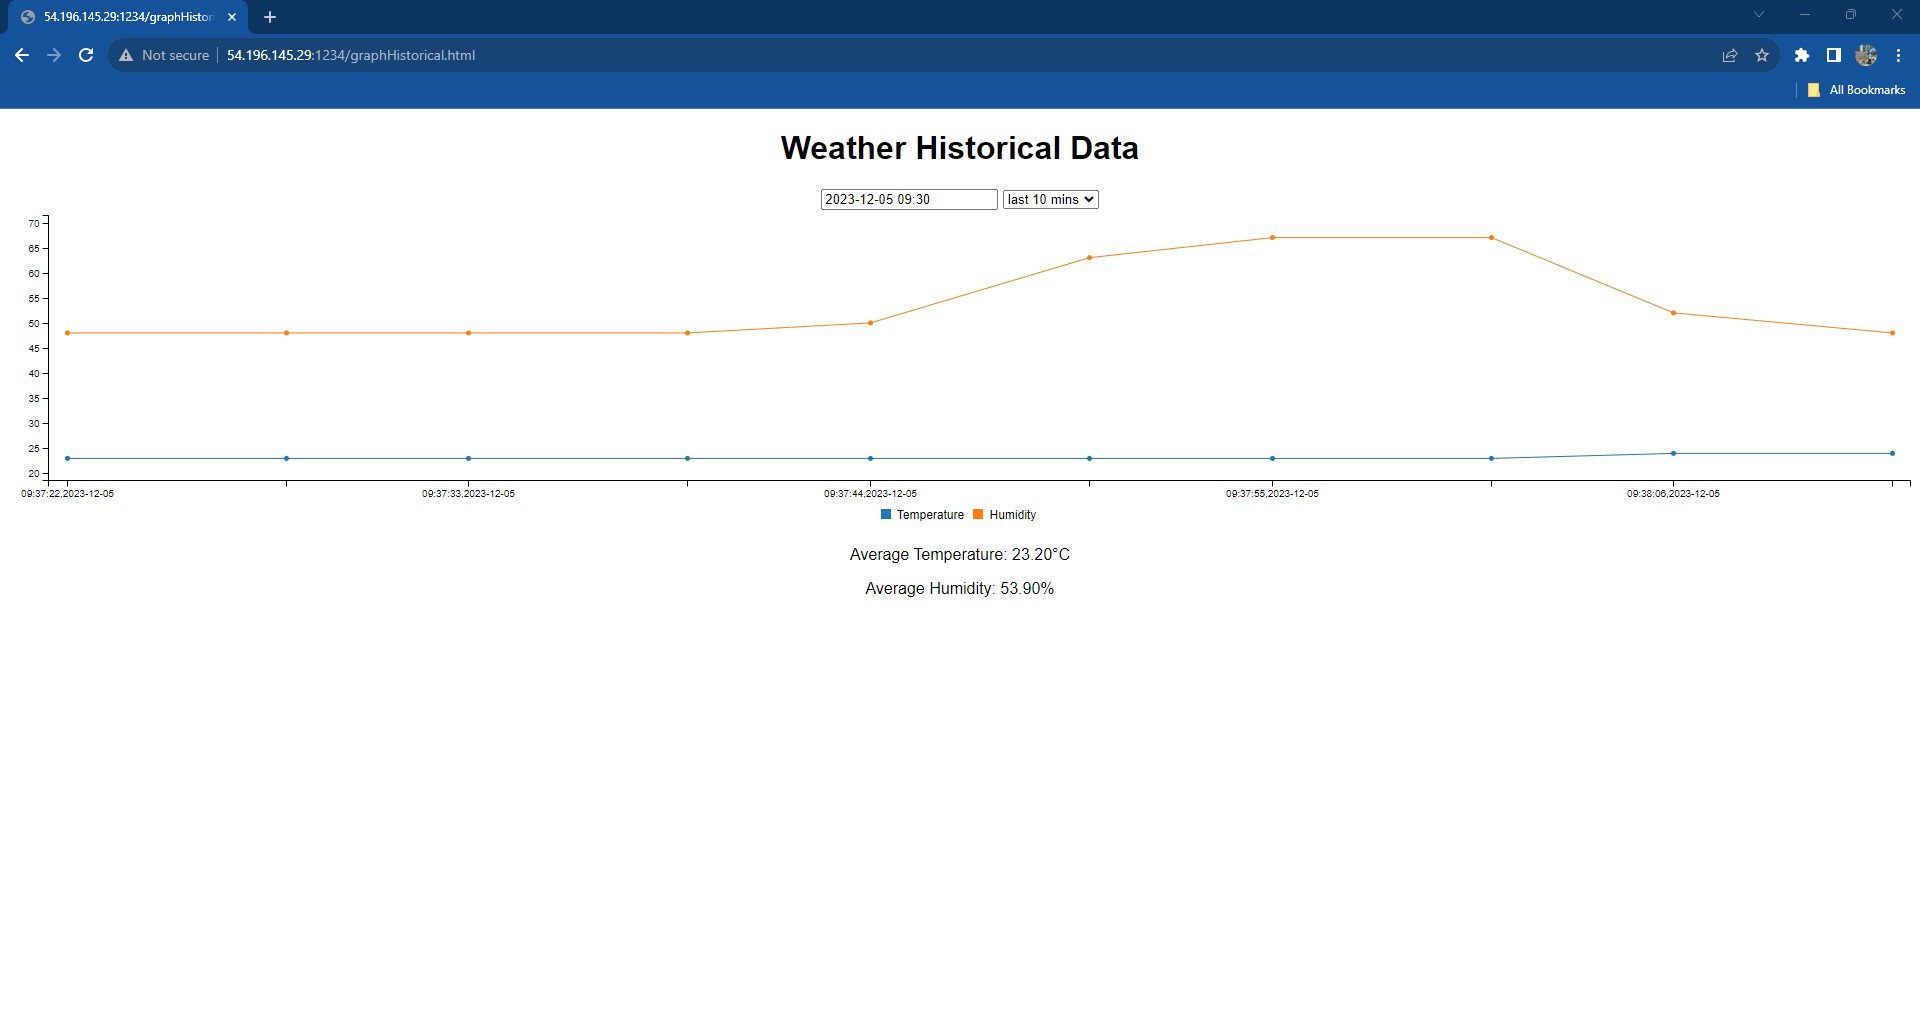 54.196.145.29:1234/graphHistori
Not secure 54.196.145.29:1234/graphHistorical.html
All Bookmarks
Weather Historical Data
2023-12-05 09:30 last 10 mins
70
65
60
55
50
45
40
35
30
25
20
09:37:22,2023-12-05 09:37:33,2023-12-05 09:37:44,2023-12-05 09:37:55,2023-12-05 09:38:06,2023-12-05
Temperature Humidity
Average Temperature: 23.20°C
Average Humidity: 53.90%